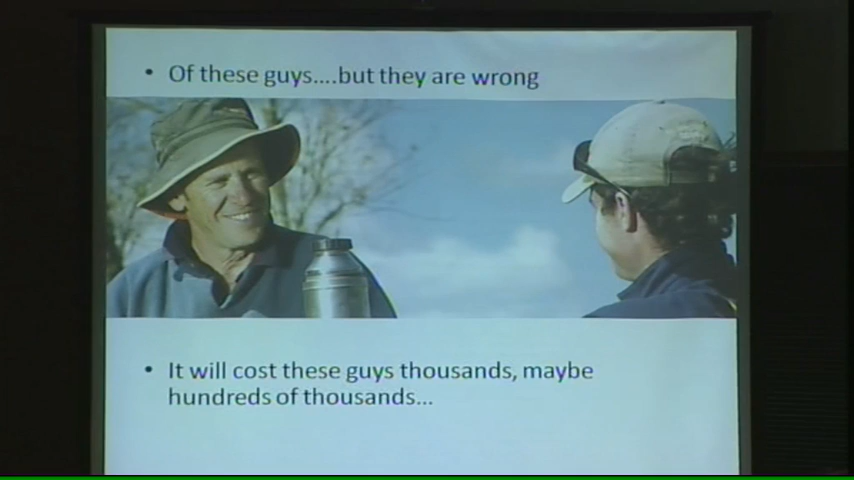 • Of these guys....but they are wrong
• It will cost these guys thousands, maybe
hundreds of thousands...